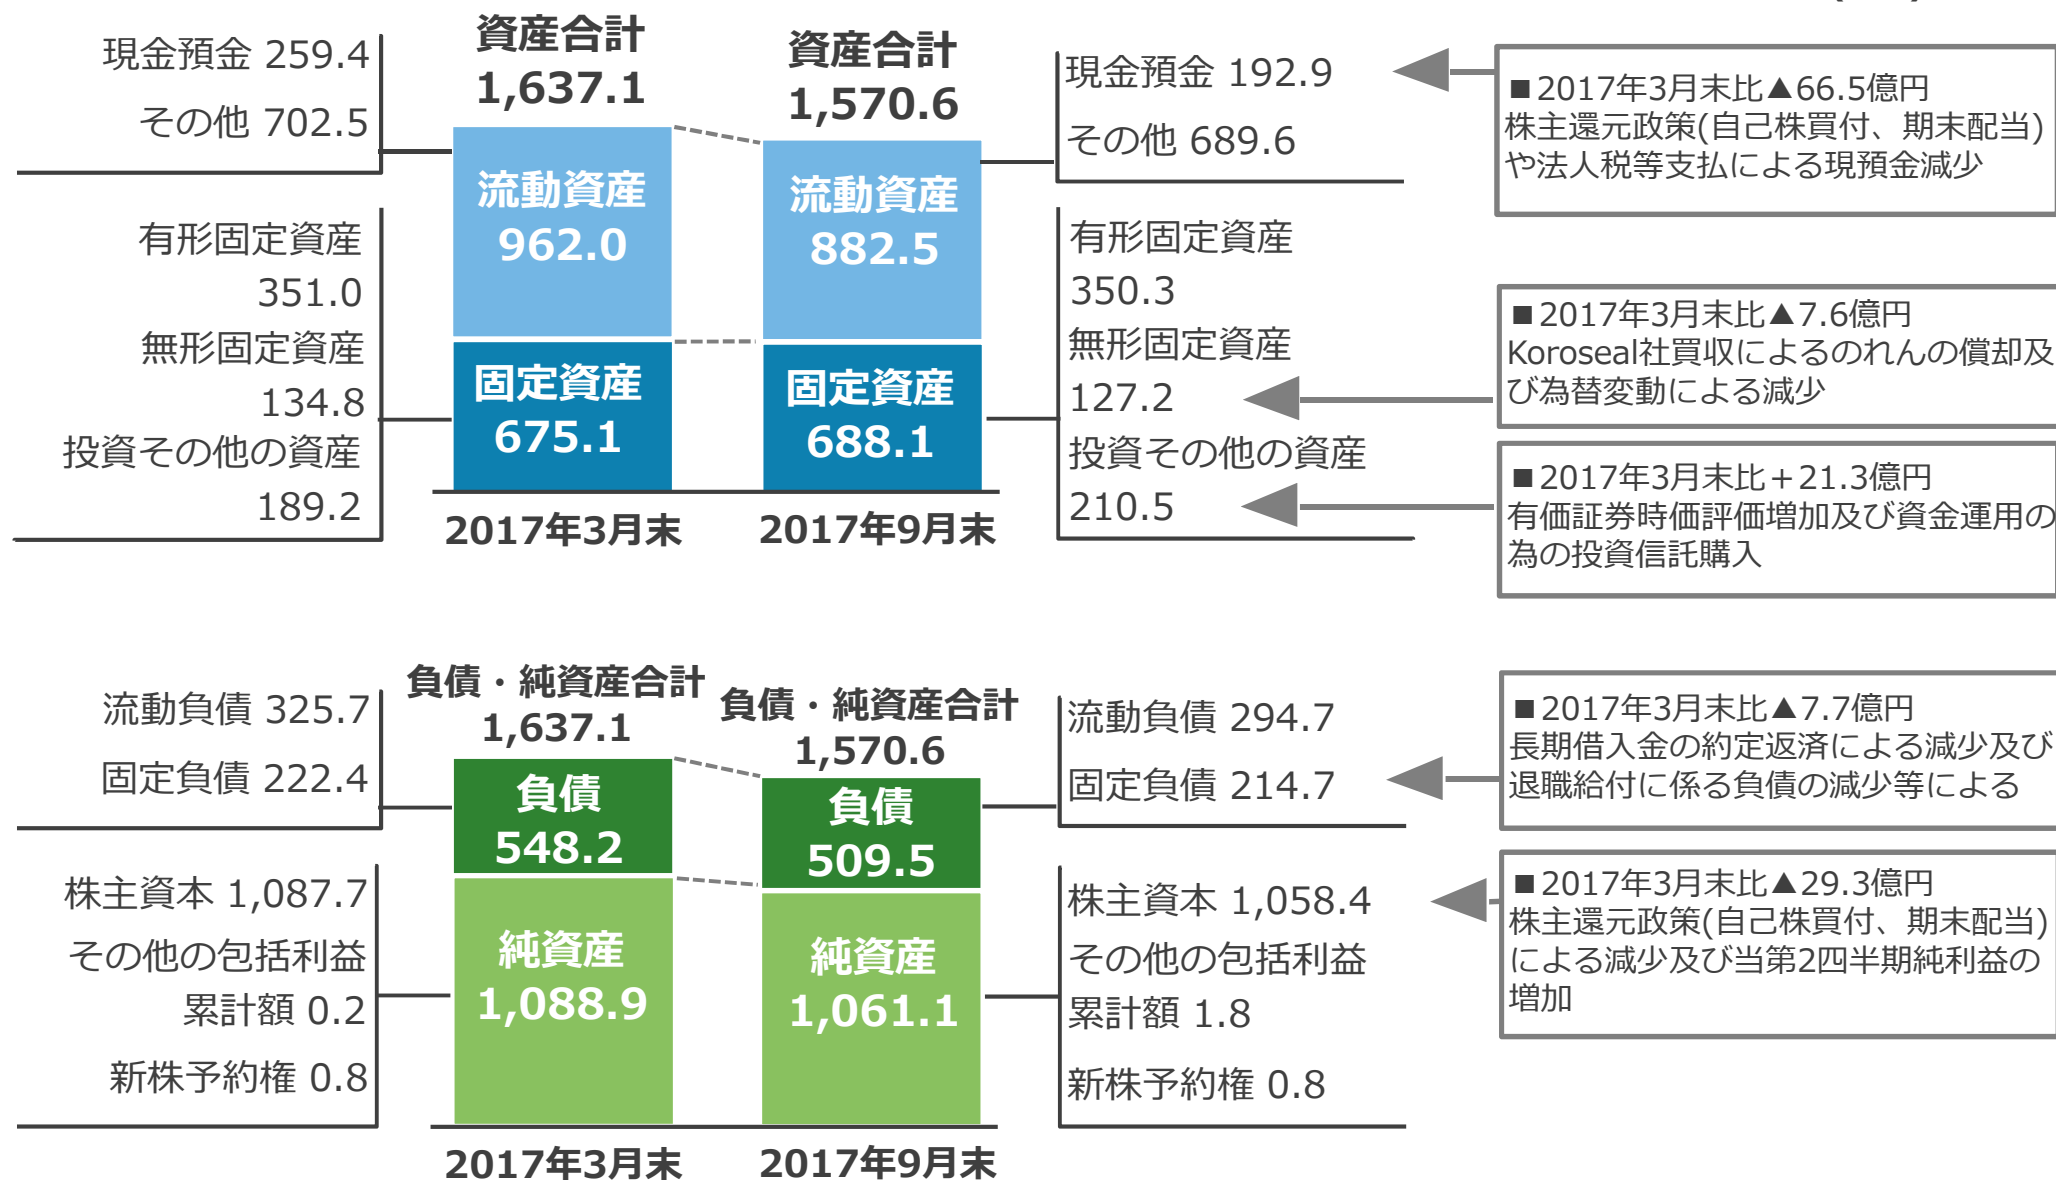 資産合計
1,637.1
現金預金 259.4
その他 702.5
流動資産
962.0
有形固定資産
351.0
無形固定資産
134.8
投資その他の資産
189.2
固定資産
675.1
2017年3月末
資産合計
1,570.6
流動資産
882.5
固定資産
688.1
2017年9月末
現金預金 192.9
その他 689.6
有形固定資産
350.3
無形固定資産
127.2
投資その他の資産
210.5
■2017年3月末比▲66.5億円
株主還元政策(自己株買付、期末配当)
や法人税等支払による現預金減少
■2017年3月末比▲7.6億円
Koroseal社買収によるのれんの償却及
び為替変動による減少
■2017年3月末比＋21.3億円
有価証券時価評価増加及び資金運用の
為の投資信託購入
負債・純資産合計
1,637.1
流動負債 325.7
固定負債 222.4
負債
548.2
株主資本 1,087.7
その他の包括利益
累計額 0.2
新株予約権 0.8
純資産
1,088.9
2017年3月末
負債・純資産合計
1,570.6
負債
509.5
純資産
1,061.1
2017年9月末
流動負債 294.7
固定負債 214.7
株主資本 1,058.4
その他の包括利益
累計額 1.8
新株予約権 0.8
■2017年3月末比▲7.7億円
長期借入金の約定返済による減少及び
退職給付に係る負債の減少等による
■2017年3月末比▲29.3億円
株主還元政策(自己株買付、期末配当)
による減少及び当第2四半期純利益の
増加